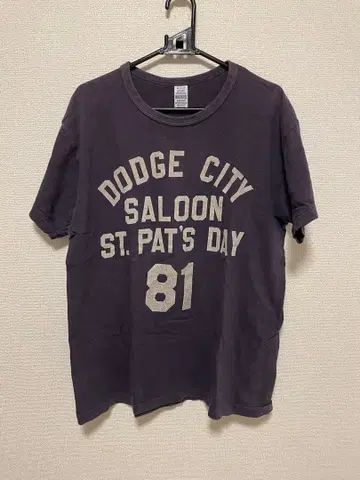 DODGE CITY
SALOON
ST. PAT'S DAY
81